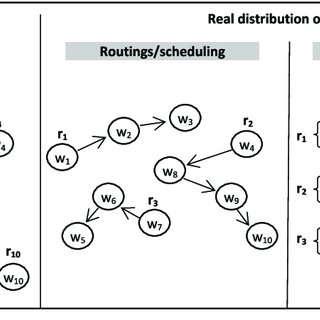 Real distribution o
Routings/scheduling
r1
w1
w2
w3
r2
w4
w8
w9
w10
r3
w7
w6
w5
r10
w10
r1 {
r2 {
r3 {